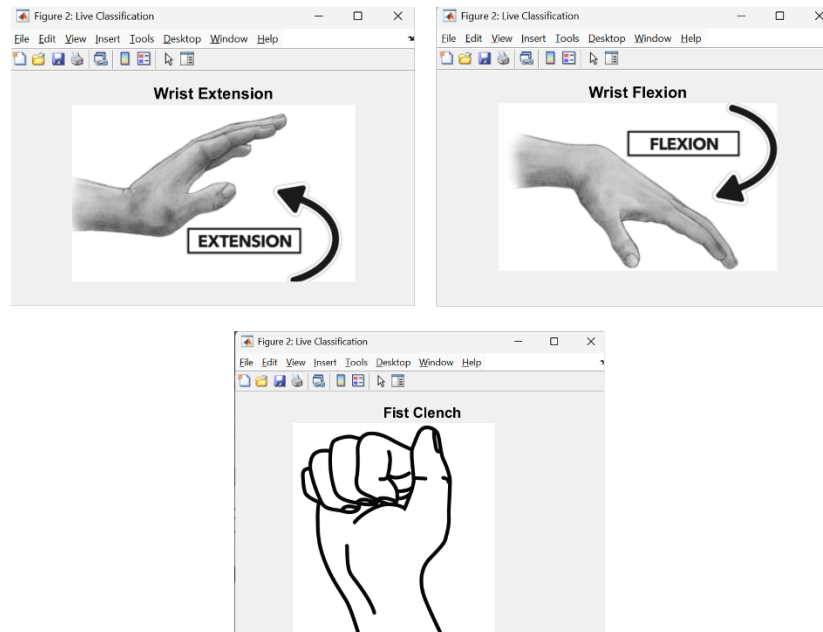 Figure 2: Live Classification
File Edit View Insert Tools Desktop Window Help
Wrist Extension
EXTENSION
Figure 2: Live Classification
File Edit View Insert Tools Desktop Window Help
Wrist Flexion
FLEXION
Figure 2: Live Classification
File Edit View Insert Tools Desktop Window Help
Fist Clench